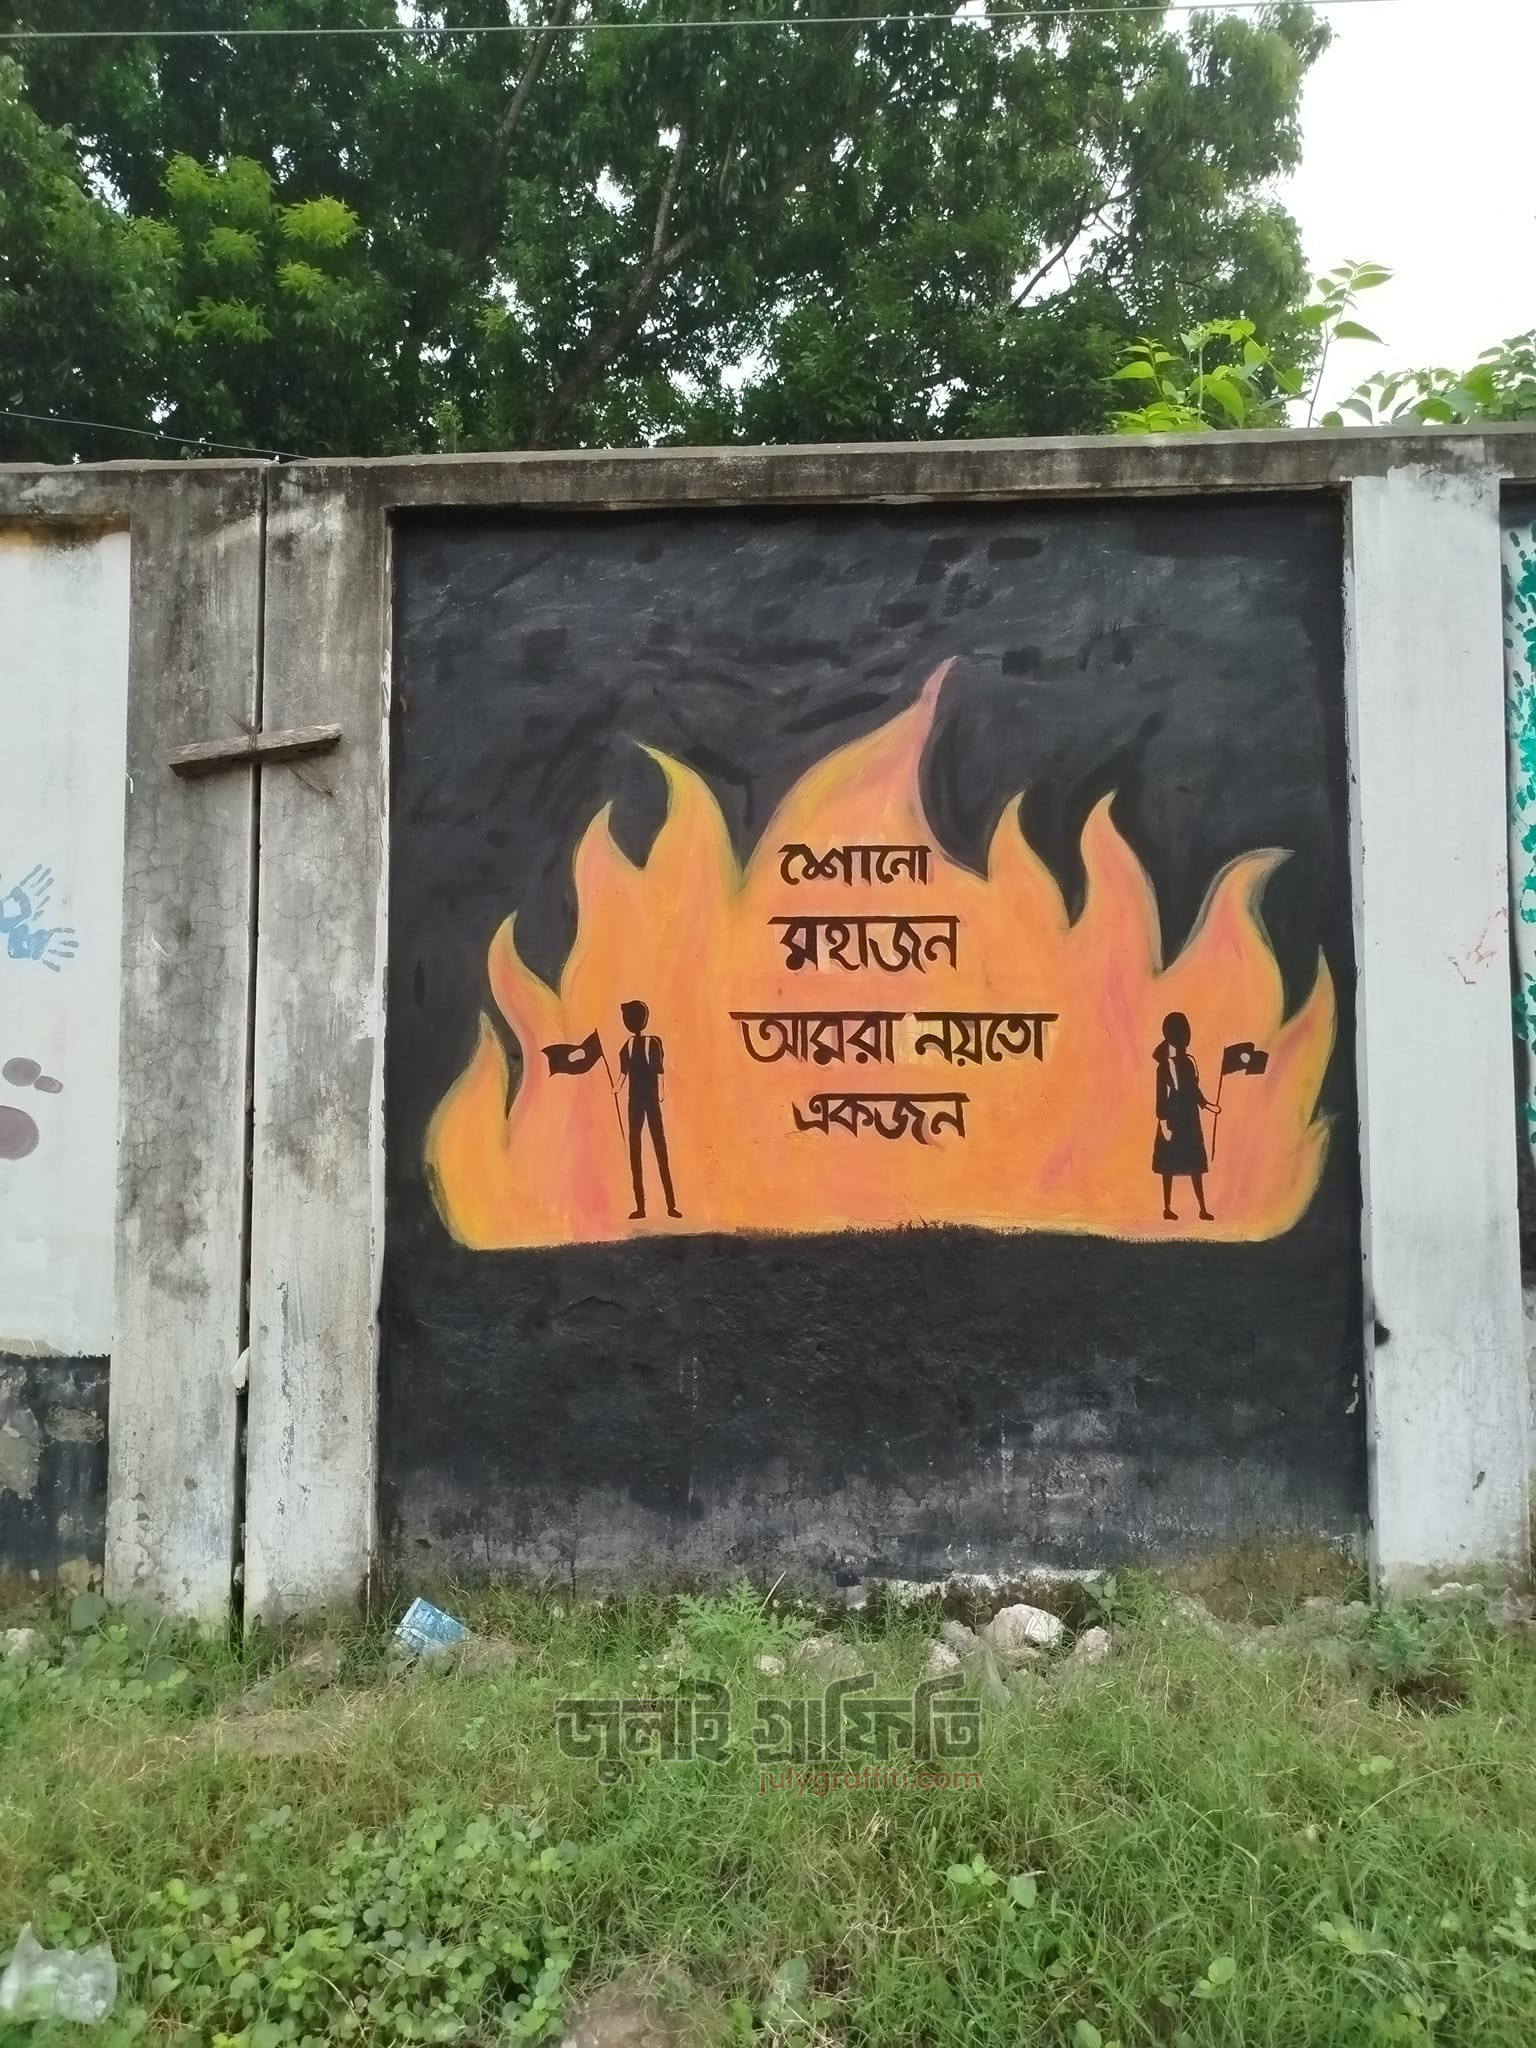 শোনো
মহাজন
আমরা নয়তো
একজন
জুলাই গ্রাফিতি
julygraffiti.com